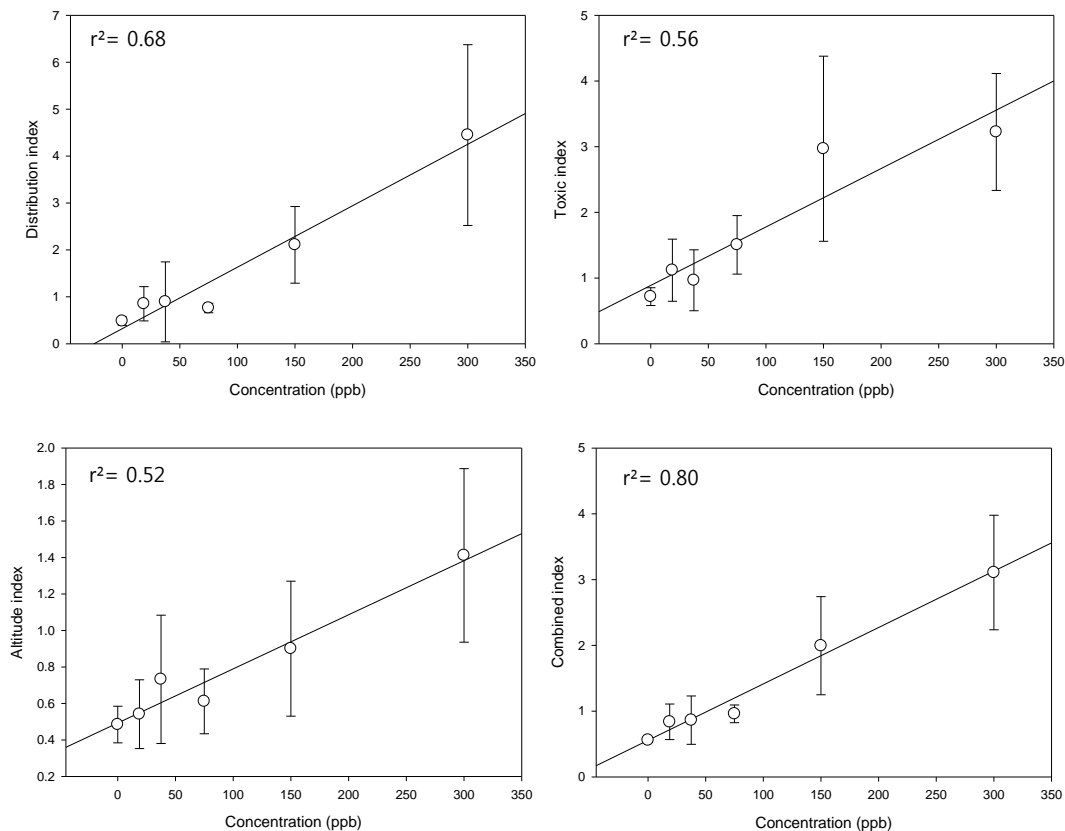 r²= 0.68
Distribution index
7
6
5
4
3
2
1
0
0 50 100 150 200 250 300 350
Concentration (ppb)
r²= 0.56
Toxic index
5
4
3
2
1
0
0 50 100 150 200 250 300 350
Concentration (ppb)
r²= 0.52
Altitude index
2.0
1.8
1.6
1.4
1.2
1.0
0.8
0.6
0.4
0.2
0 50 100 150 200 250 300 350
Concentration (ppb)
r²= 0.80
Combined index
5
4
3
2
1
0
0 50 100 150 200 250 300 350
Concentration (ppb)